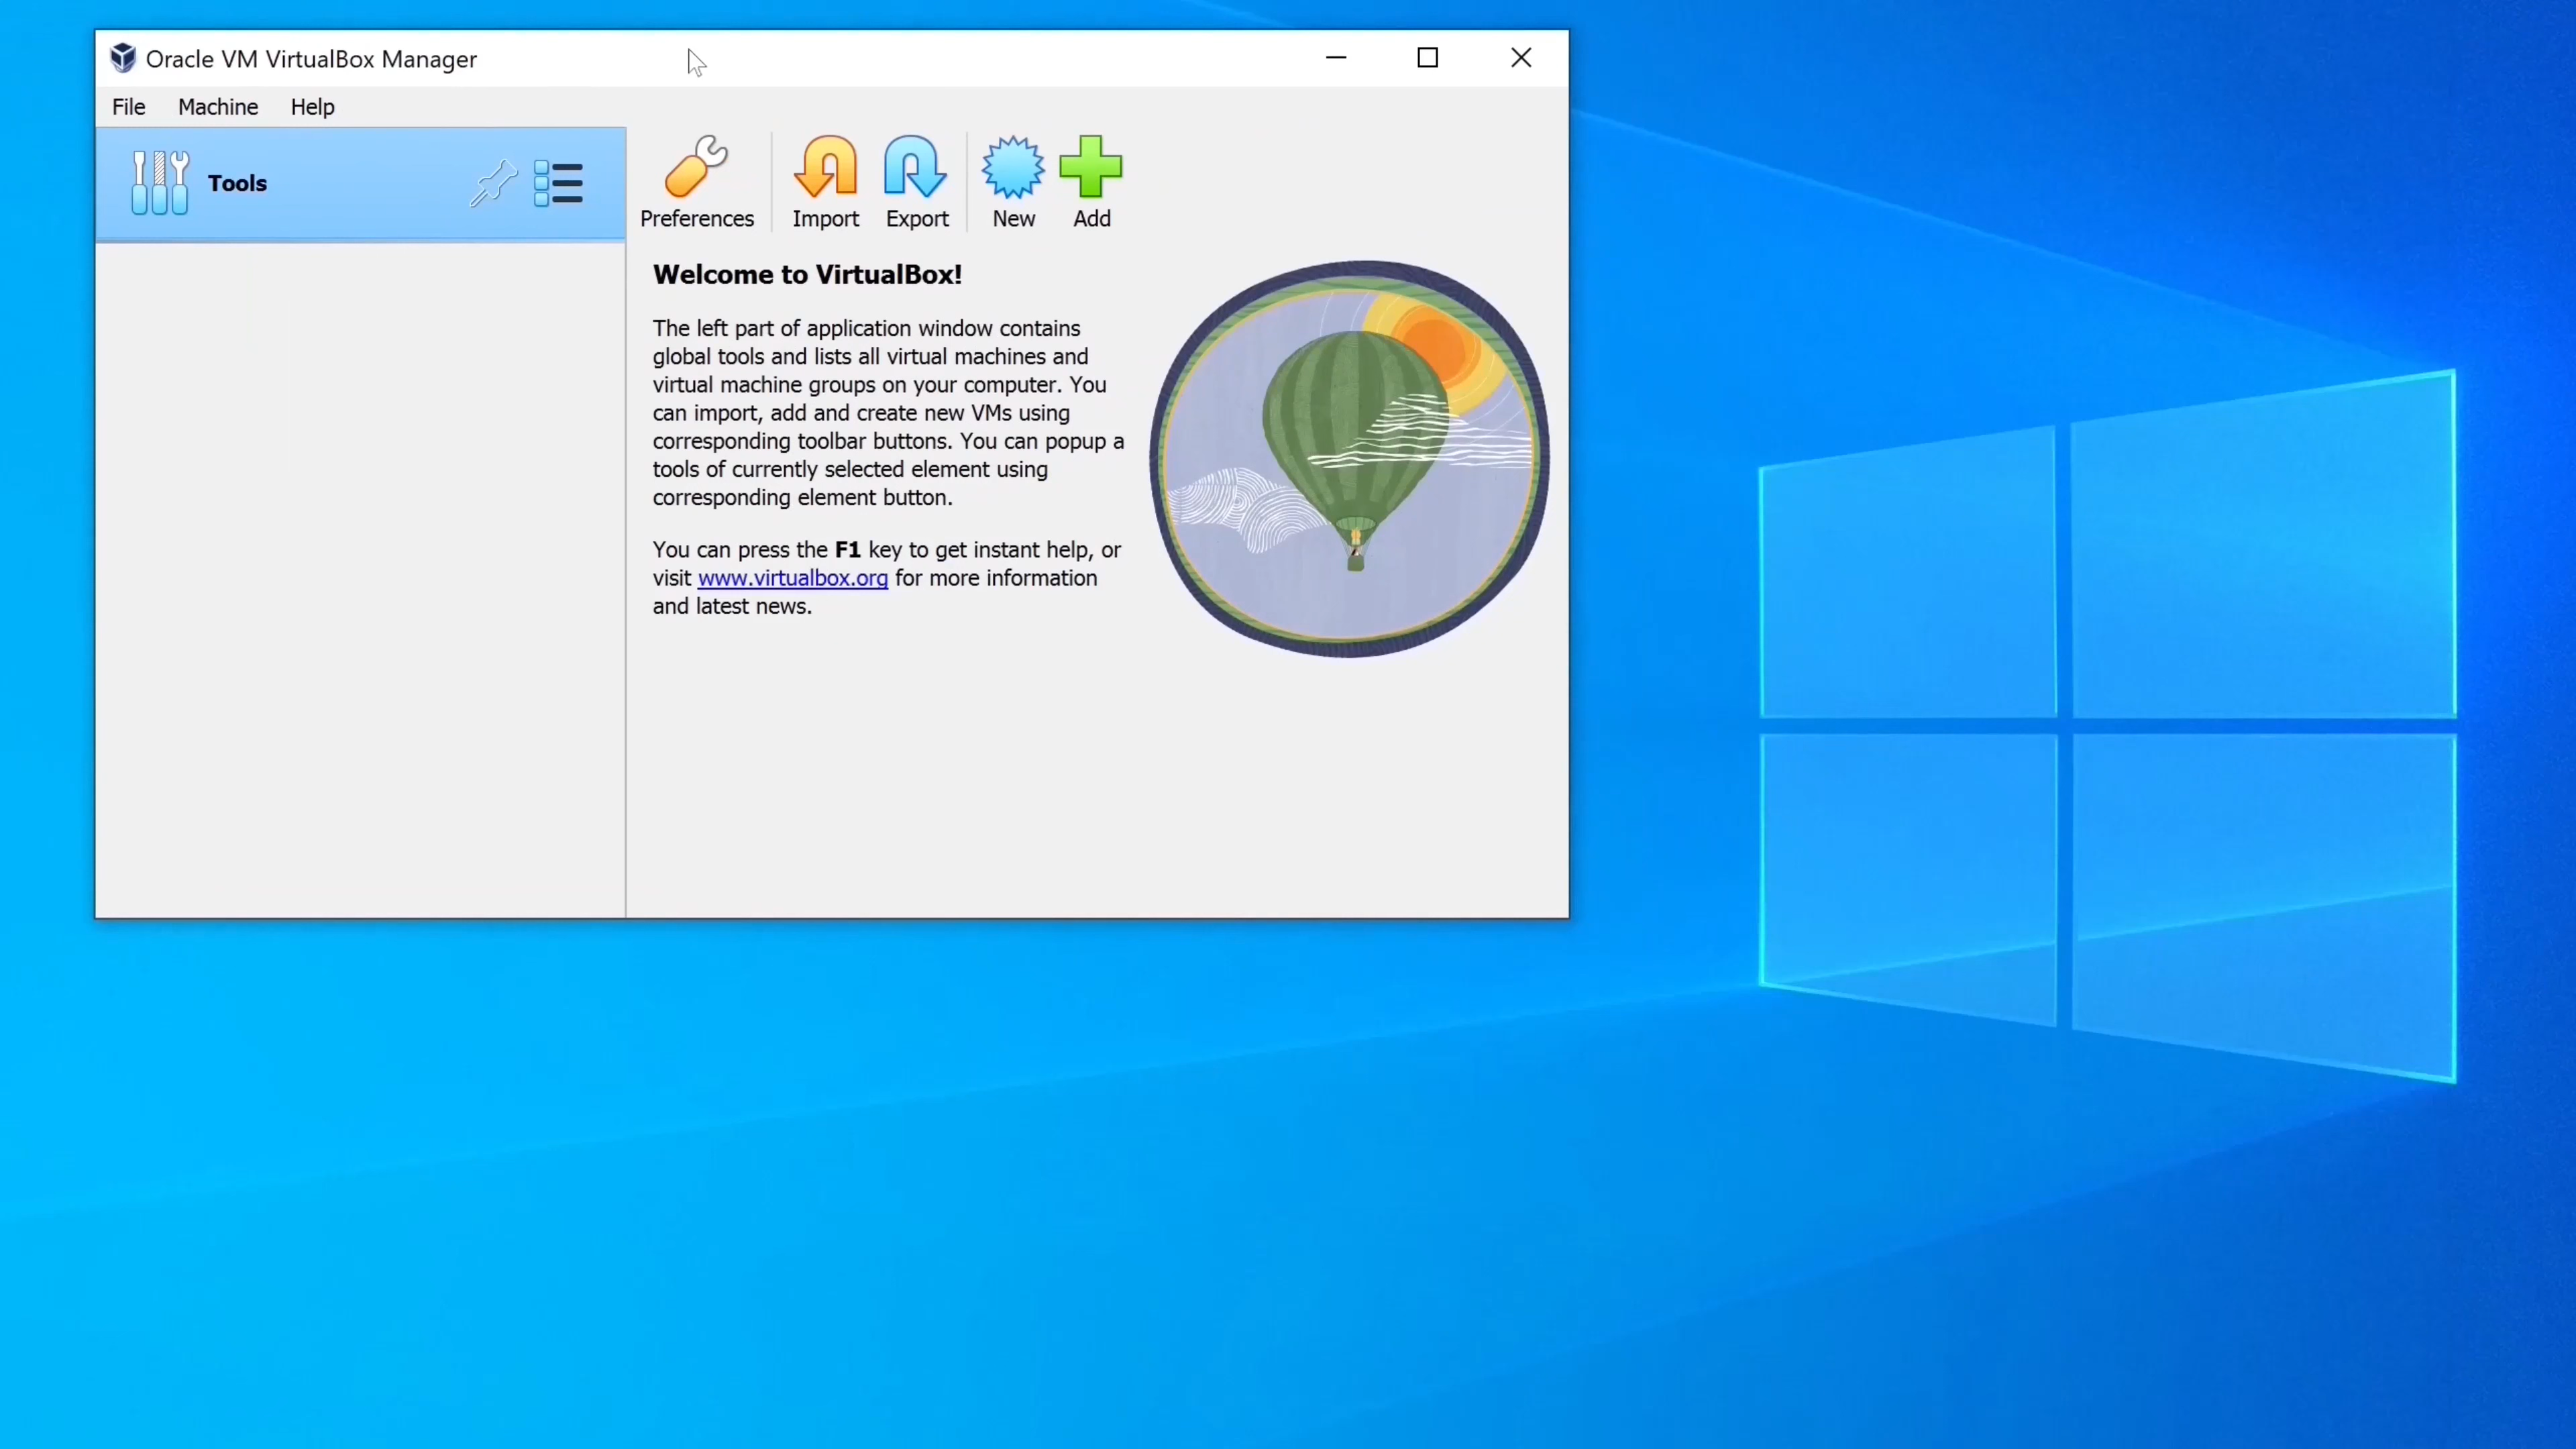 Oracle VM VirtualBox Manager
File Machine Help
Tools
Preferences Import Export New Add
Welcome to VirtualBox!
The left part of application window contains
global tools and lists all virtual machines and
virtual machine groups on your computer. You
can import, add and create new VMs using
corresponding toolbar buttons. You can popup a
tools of currently selected element using
corresponding element button.
You can press the F1 key to get instant help, or
visit www.virtualbox.org for more information
and latest news.